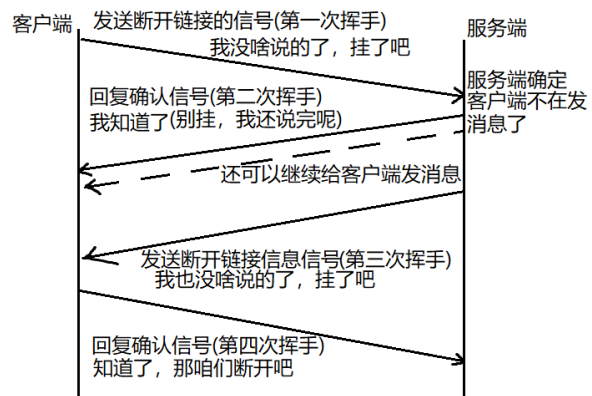 客户端
发送断开链接的信号(第一次挥手)
我没啥说的了，挂了吧
服务端
服务端确定
客户端不在发
消息了
回复确认信号(第二次挥手)
我知道了(别挂，我还说完呢)
还可以继续给客户端发消息
发送断开链接信息信号(第三次挥手)
我也没啥说的了，挂了吧
回复确认信号(第四次挥手)
知道了，那咱们断开吧